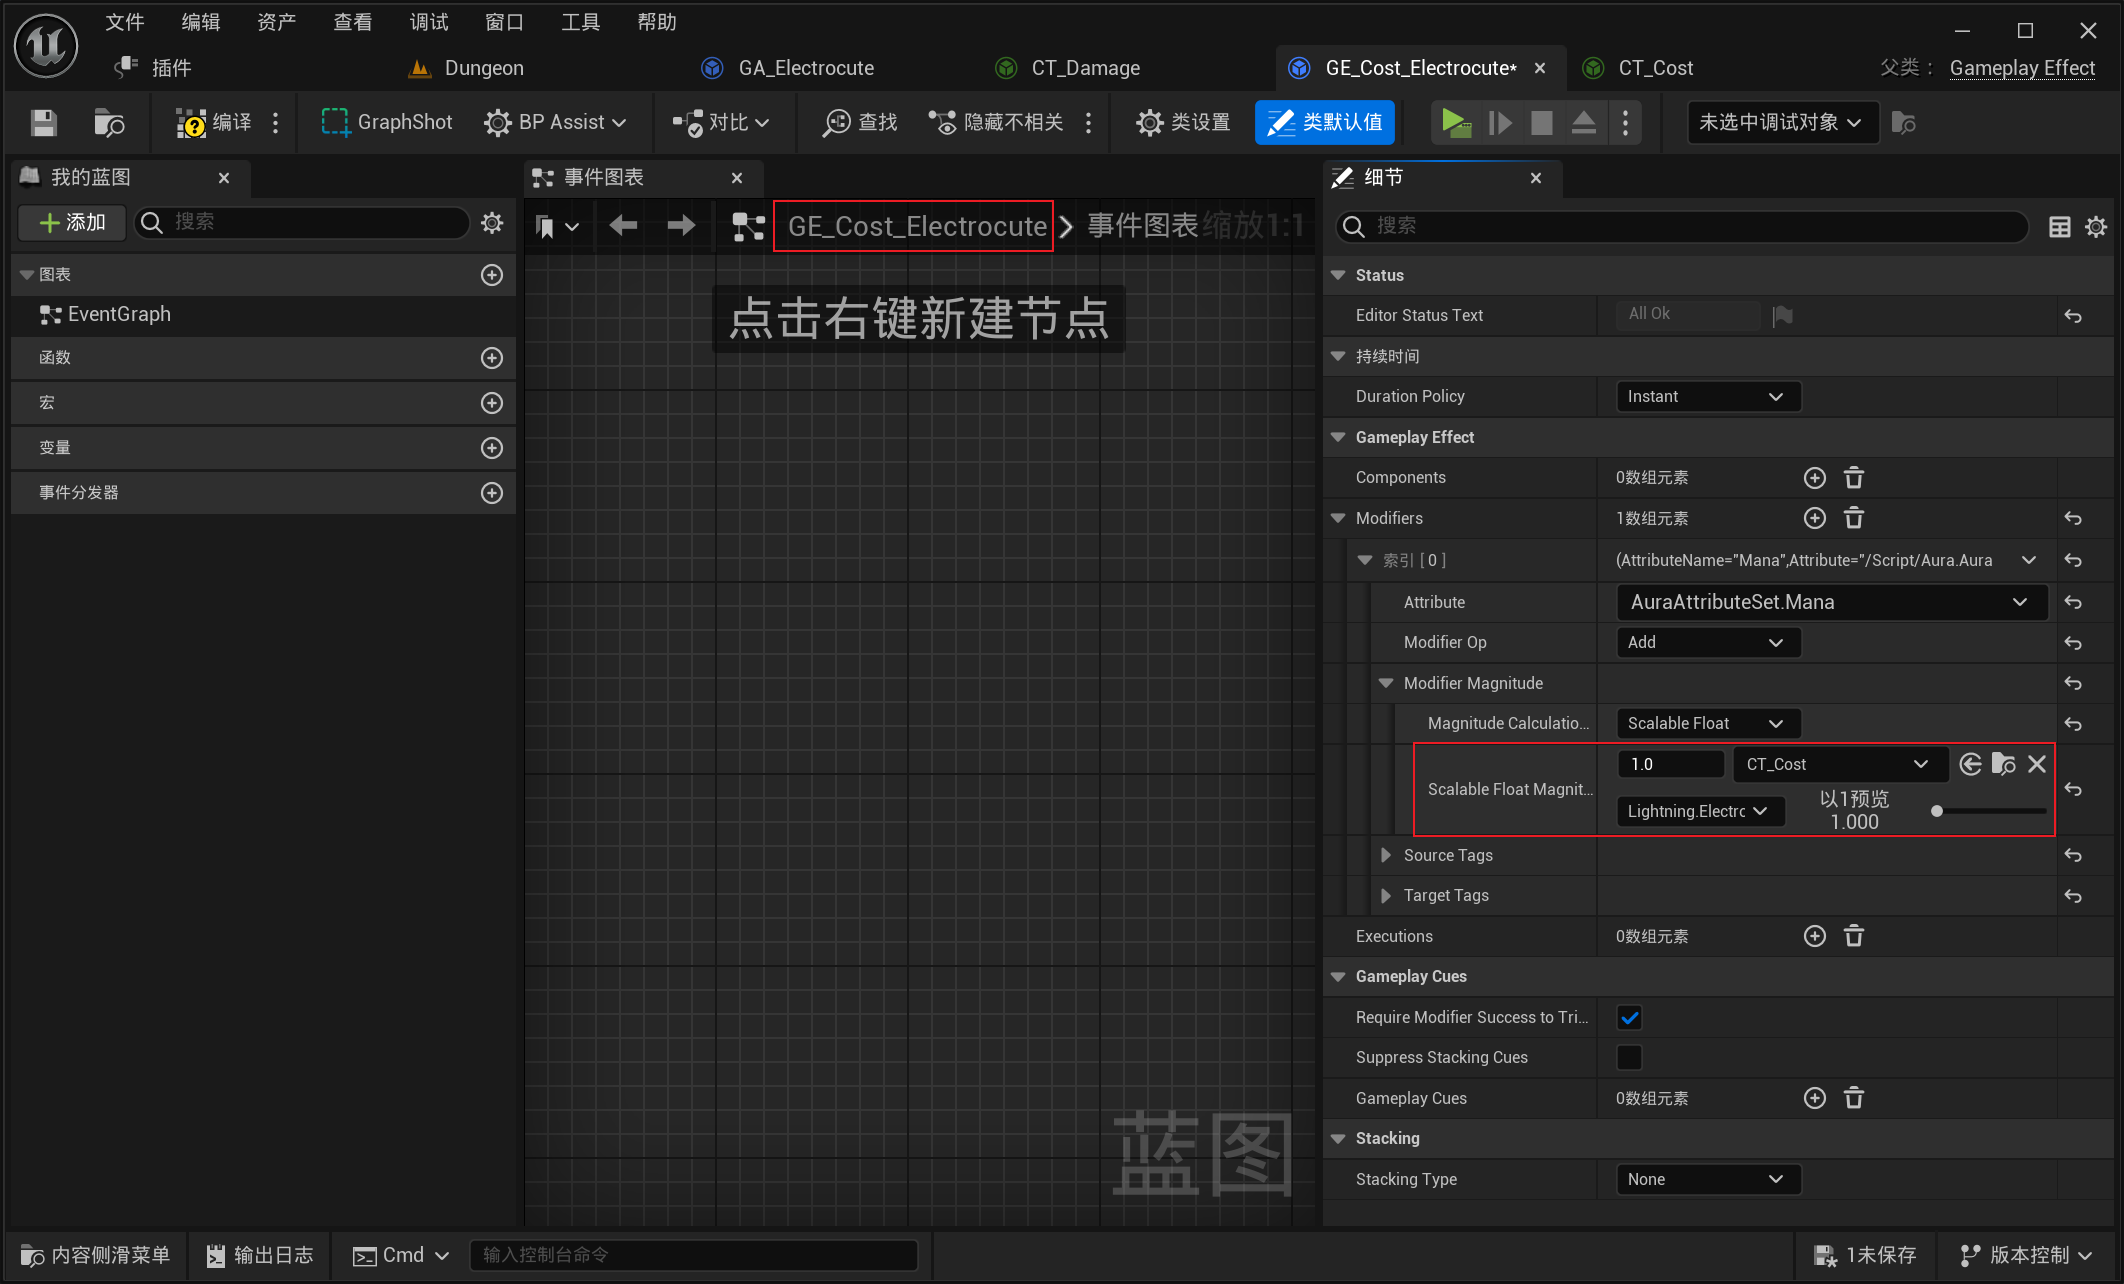 文件 编辑 资产 查看 调试 窗口 工具 帮助
插件 Dungeon GA_Electrocute CT_Damage GE_Cost_Electrocute* CT_Cost 父类： Gameplay Effect
编译 GraphShot BP Assist 对比 查找 隐藏不相关 类设置 类默认值 未选中调试对象
我的蓝图 事件图表 细节
添加 搜索 GE_Cost_Electrocute 事件图表 缩放1:1 搜索
图表
EventGraph
函数
宏
变量
事件分发器
点击右键新建节点
蓝图
Status
Editor Status Text All Ok
持续时间
Duration Policy Instant
Gameplay Effect
Components 0数组元素
Modifiers 1数组元素
索引 [ 0 ] (AttributeName="Mana",Attribute="/Script/Aura.Aura
Attribute AuraAttributeSet.Mana
Modifier Op Add
Modifier Magnitude
Magnitude Calculatio... Scalable Float
Scalable Float Magnit... 1.0 CT_Cost
Lightning.Electrc 以1预览
1.000
Source Tags
Target Tags
Executions 0数组元素
Gameplay Cues
Require Modifier Success to Tri...
Suppress Stacking Cues
Gameplay Cues 0数组元素
Stacking
Stacking Type None
内容侧滑菜单 输出日志 Cmd 输入控制台命令 1未保存 版本控制